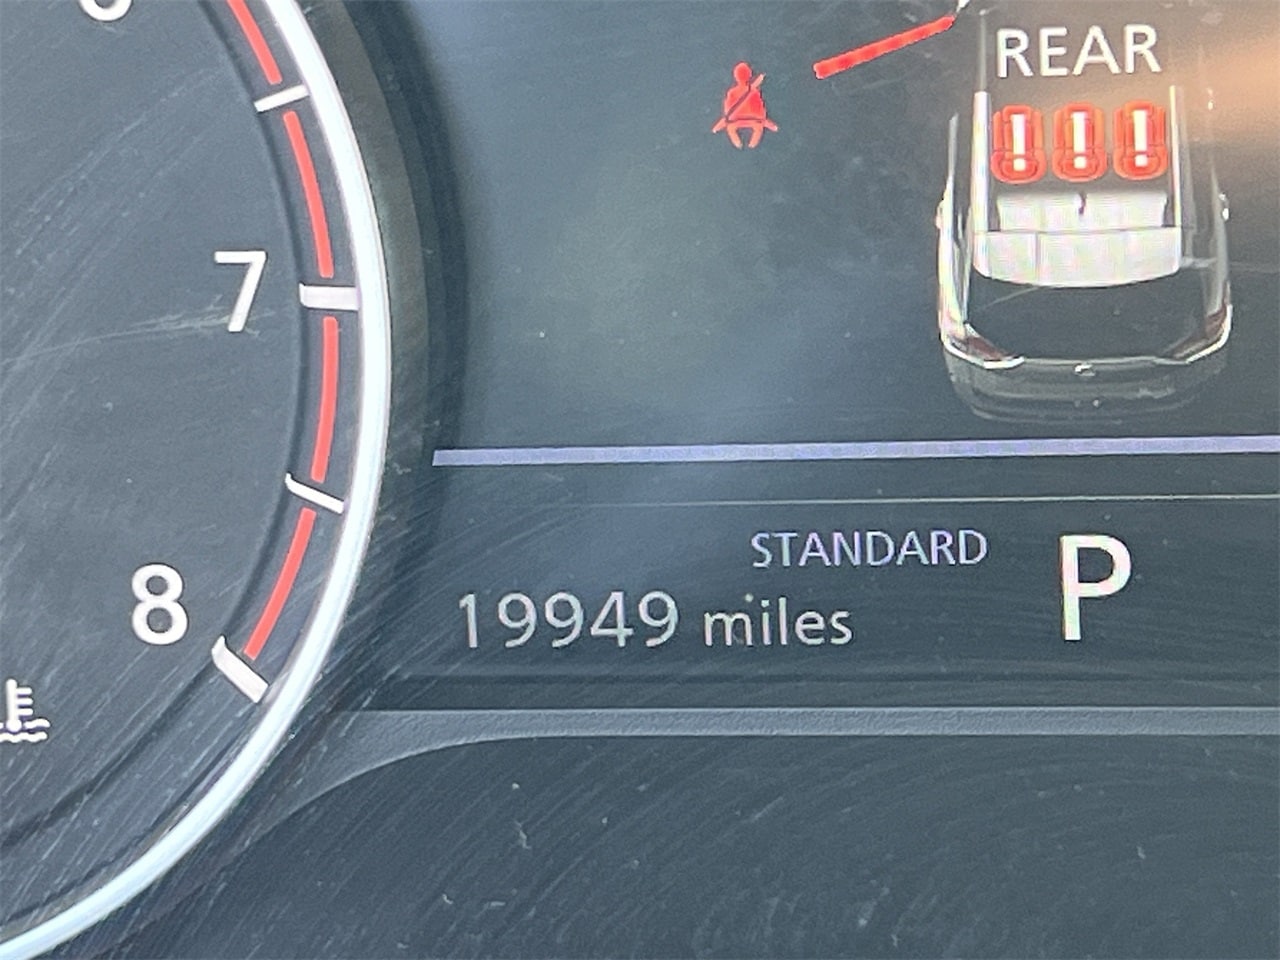 REAR
7
STANDARD
P
8
19949 miles